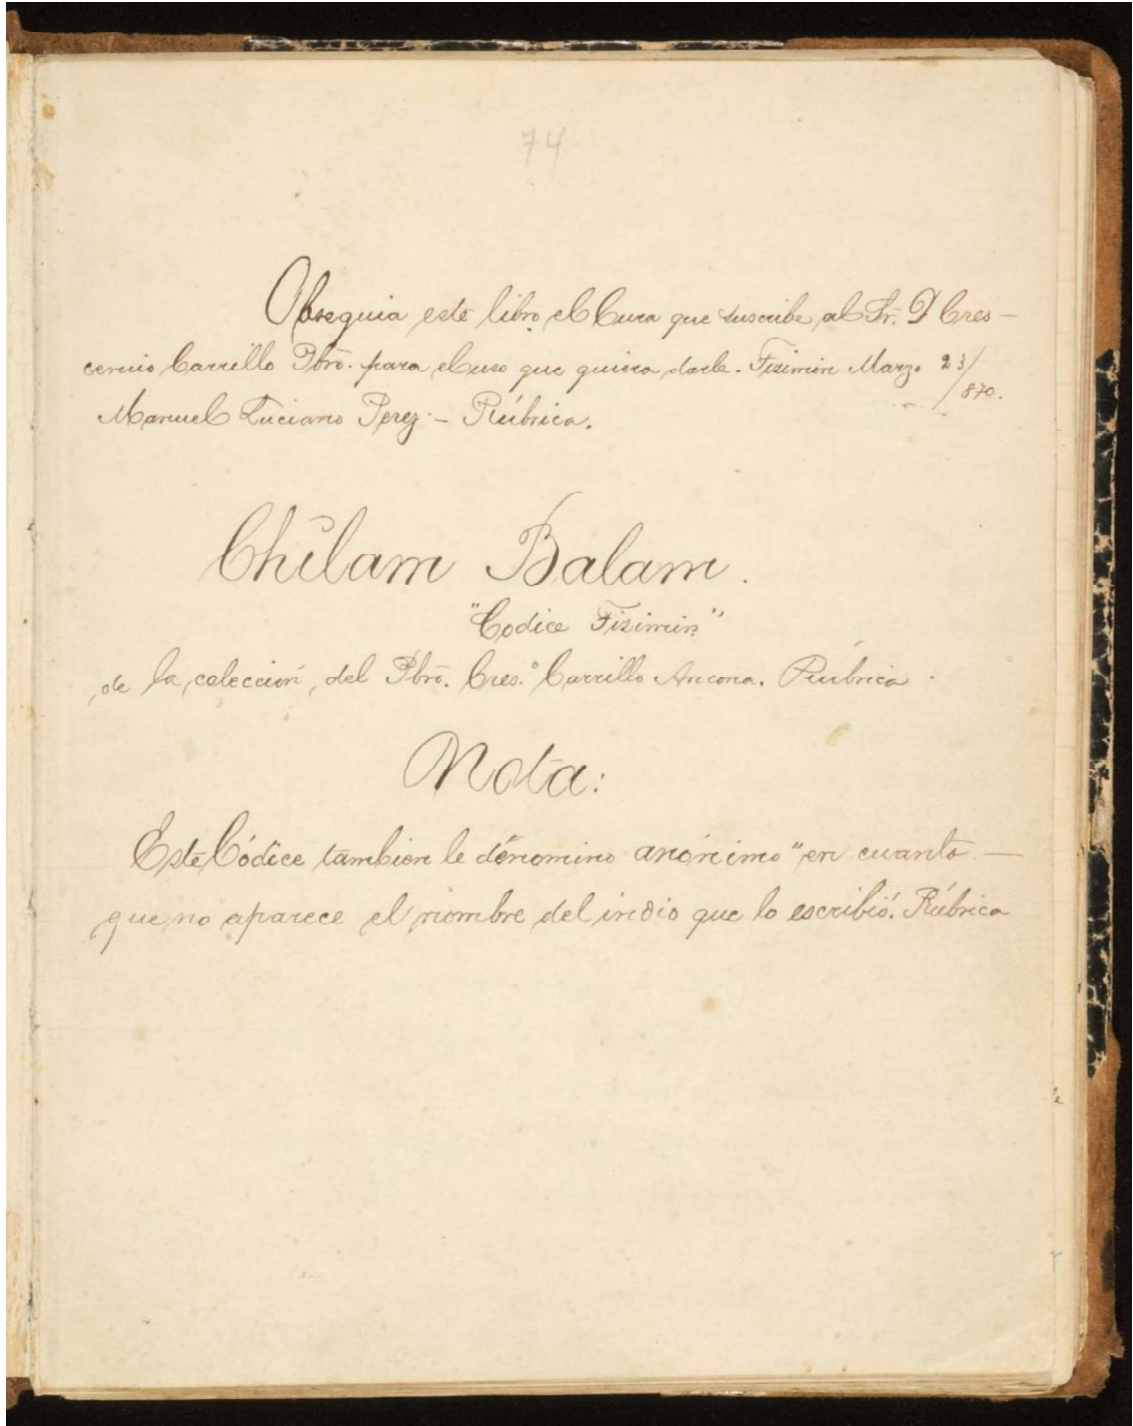 74
Obsequia este libro el Cura que suscribe al Sr. D Cres-
cencio Carrillo Pbro. para el uso que quiera darle. Tizimin Marzo 23/870.
Manuel Luciano Perez - Rúbrica.
Chilam Balam.
"Codice Tizimin"
de la colección, del Pbro. Cres.º Carrillo Ancona. Rúbrica.
Nota:
Este Códice tambien le denomino anónimo" en cuanto -
que no aparece el nombre del indio que lo escribió. Rúbrica